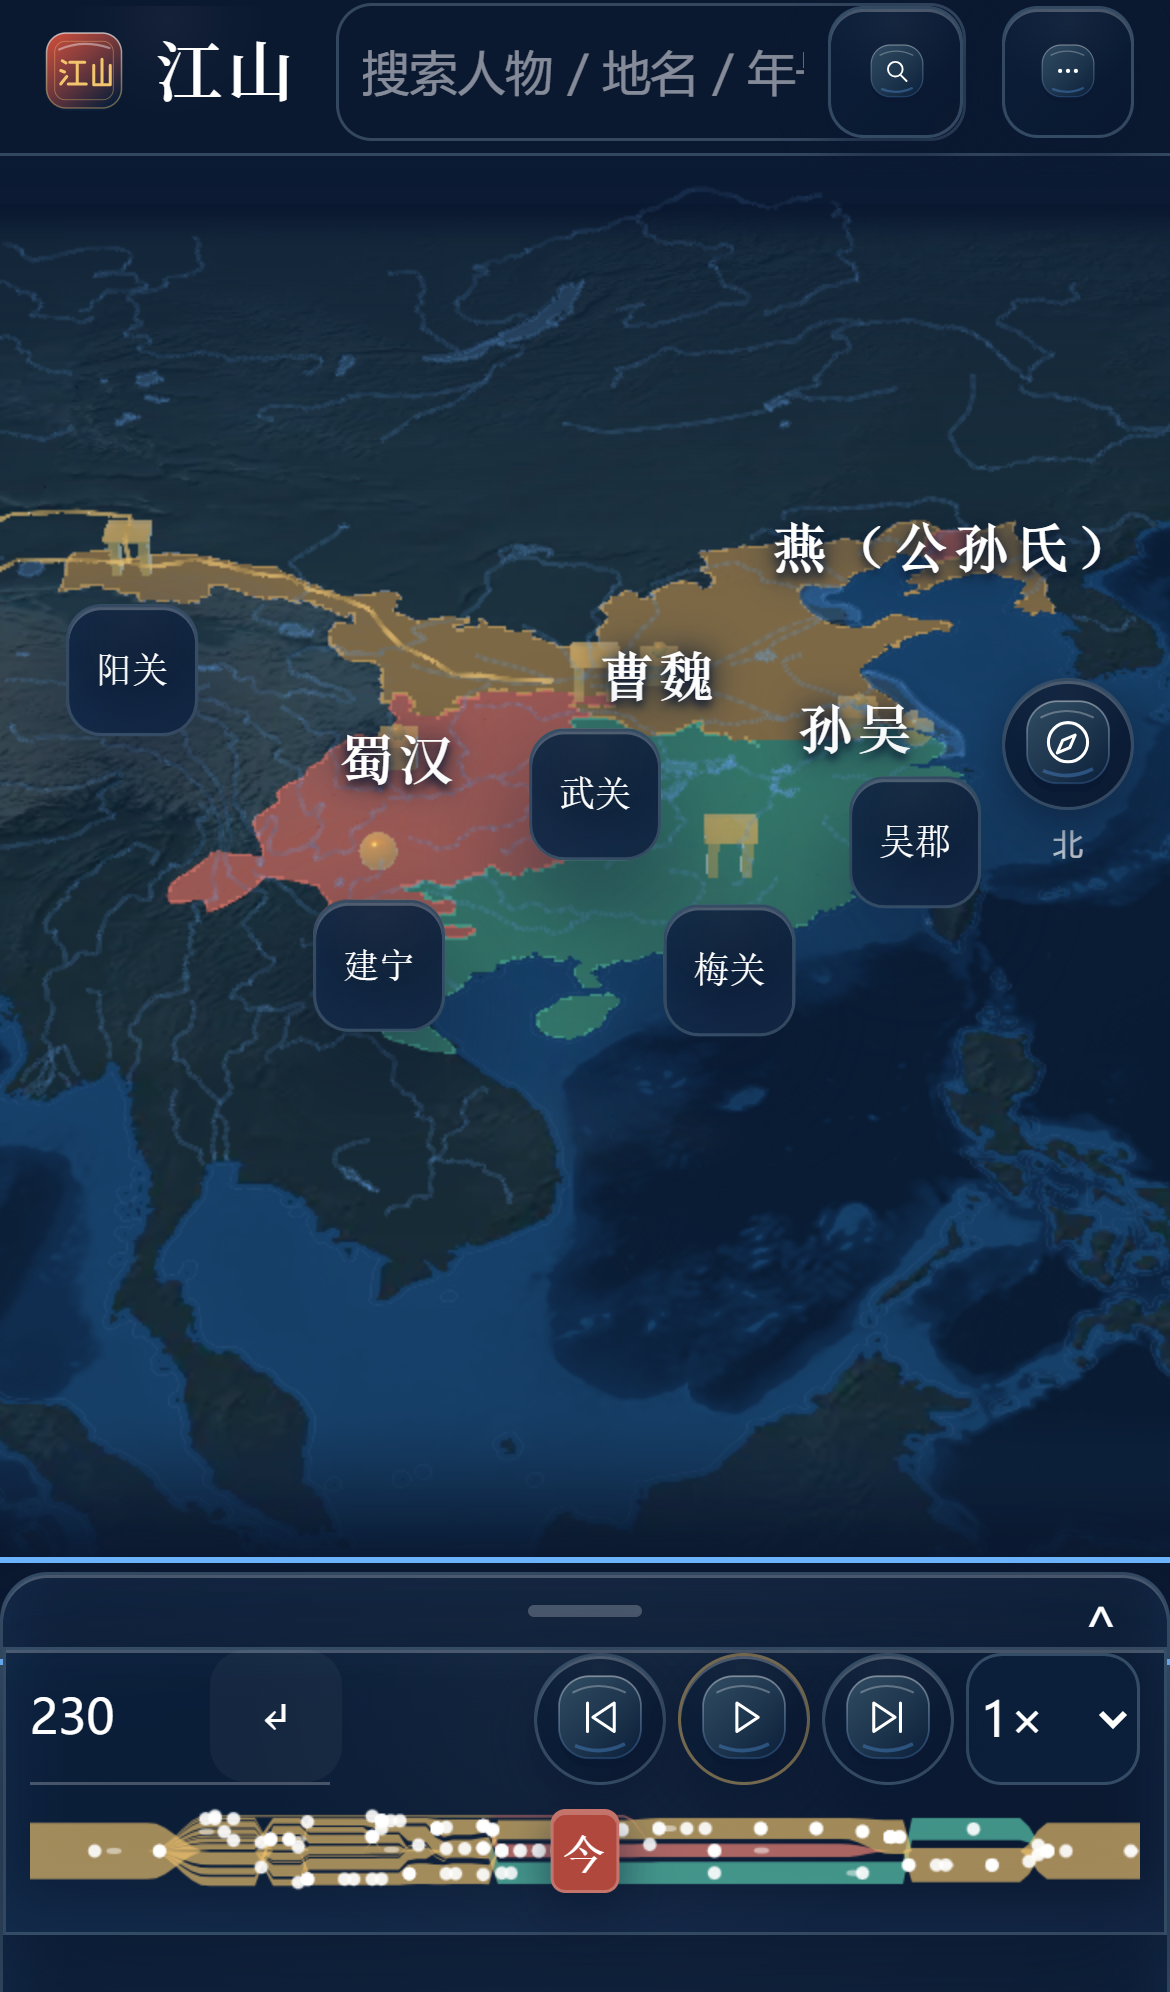 江山
江山
搜索人物 / 地名 / 年
燕（公孙氏）
阳关
曹魏
孙吴
蜀汉
武关
吴郡
北
建宁
梅关
230
1×
今